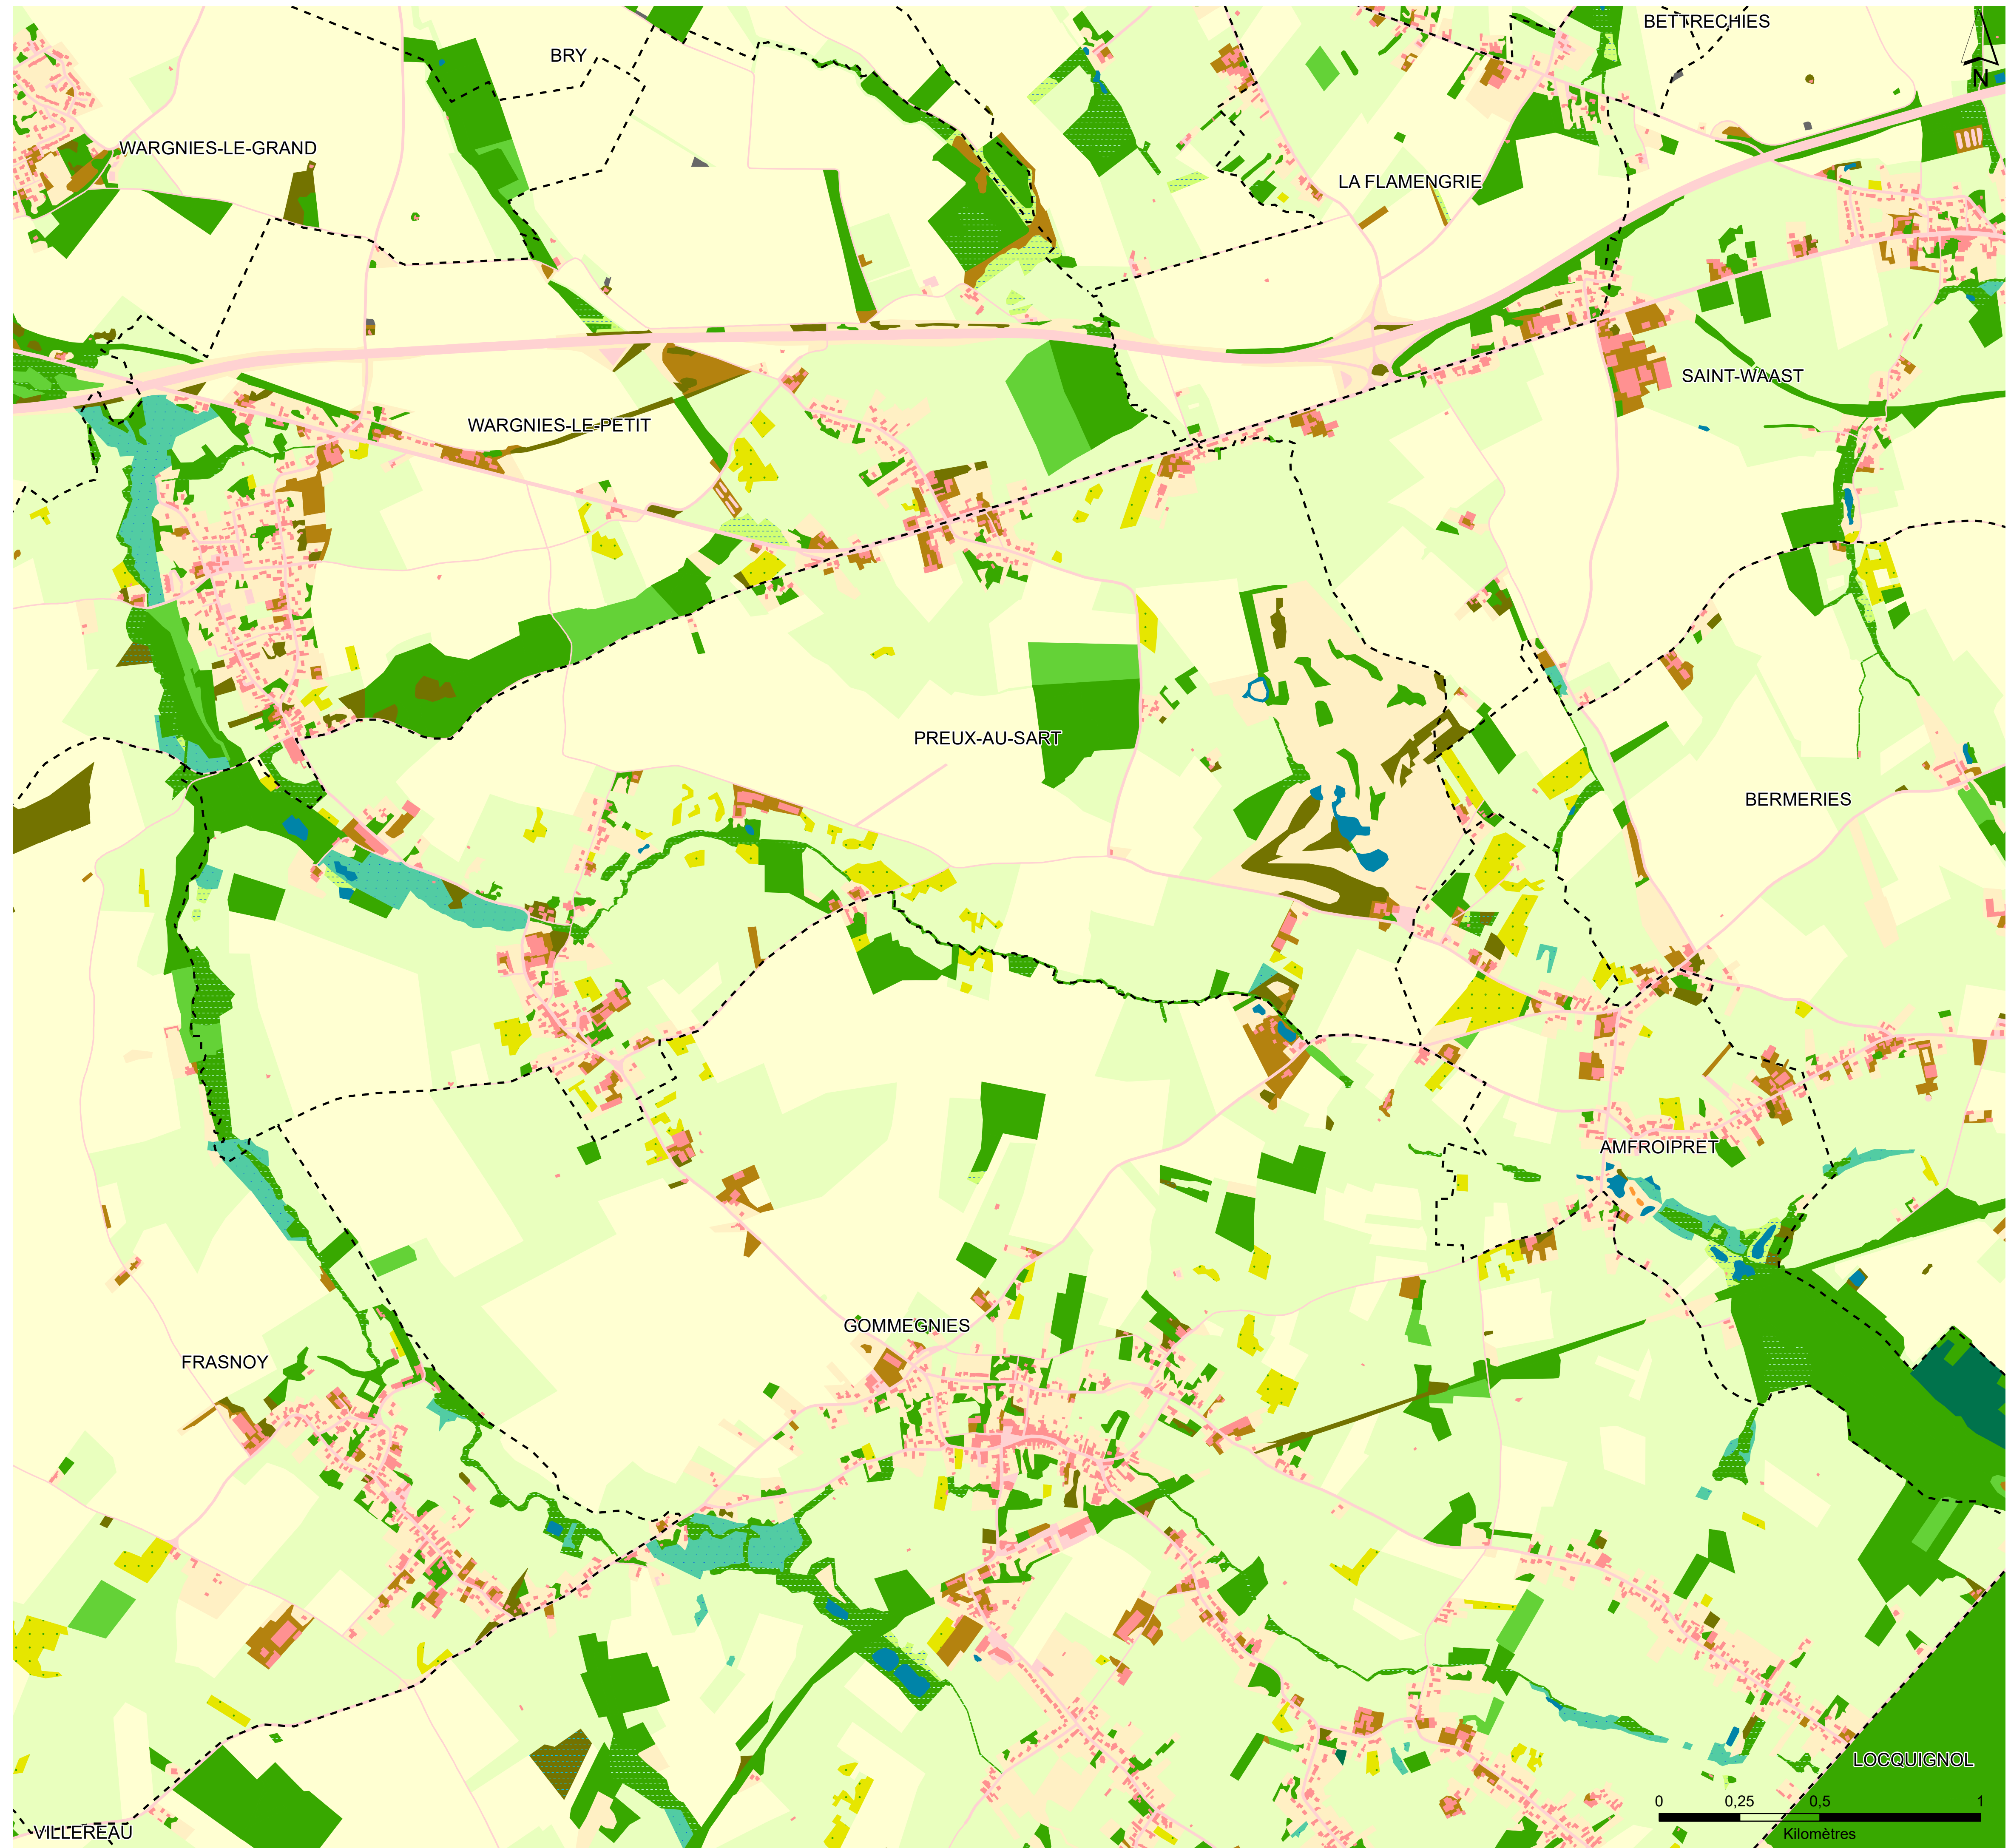 BETTRECHIES
BRY
N
WARGNIES-LE-GRAND
LA FLAMENGRIE
SAINT-WAAST
WARGNIES-LE-PETIT
PREUX-AU-SART
BERMERIES
AMFROIPRET
GOMMEGNIES
FRASNOY
LOCQUIGNOL
0 0,25 0,5 1
VILLEREAU
Kilomètres